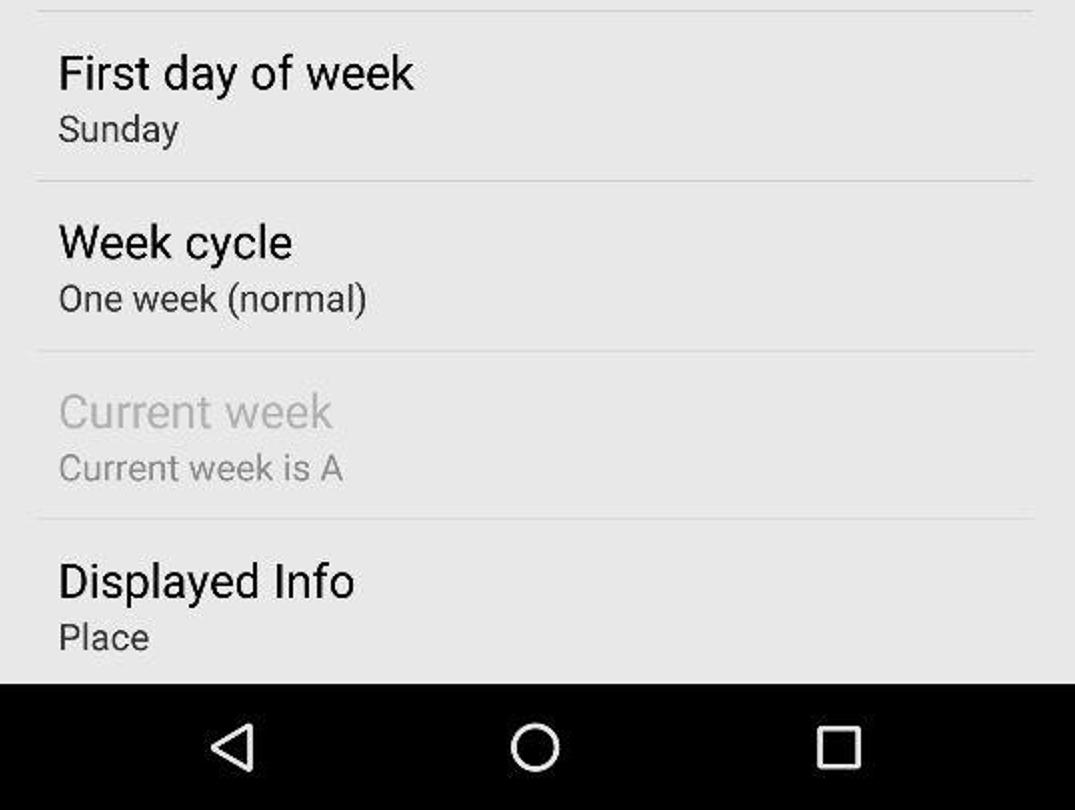 First day of week
Sunday
Week cycle
One week (normal)
Current week
Current week is A
Displayed Info
Place